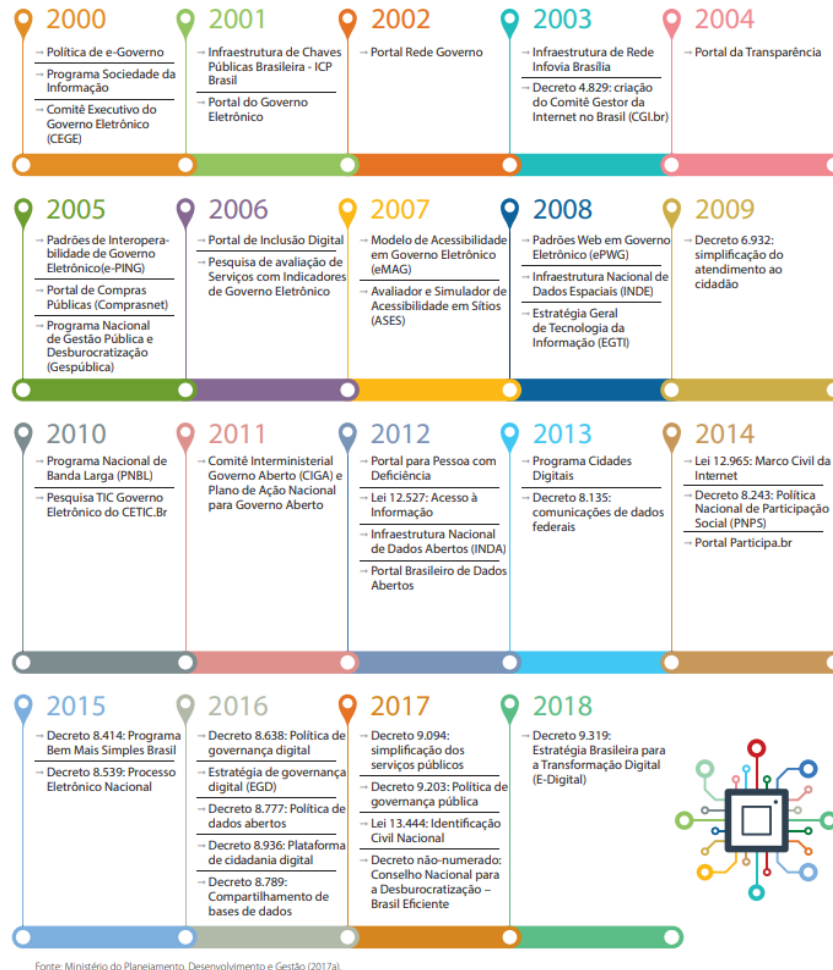 2000
→ Política de e-Governo
→ Programa Sociedade da
Informação
→ Comitê Executivo do
Governo Eletrônico
(CEGE)
2001
→ Infraestrutura de Chaves
Públicas Brasileira - ICP
Brasil
→ Portal do Governo
Eletrônico
2002
→ Portal Rede Governo
2003
→ Infraestrutura de Rede
Infovia Brasília
→ Decreto 4.829: criação
do Comitê Gestor da
Internet no Brasil (CGI.br)
2004
→ Portal da Transparência
2005
→ Padrões de Interopera-
bilidade de Governo
Eletrônico(e-PING)
→ Portal de Compras
Públicas (Comprasnet)
→ Programa Nacional
de Gestão Pública e
Desburocratização
(Gespública)
2006
→ Portal de Inclusão Digital
→ Pesquisa de avaliação de
Serviços com Indicadores
de Governo Eletrônico
2007
→ Modelo de Acessibilidade
em Governo Eletrônico
(eMAG)
→ Avaliador e Simulador de
Acessibilidade em Sítios
(ASES)
2008
→ Padrões Web em Governo
Eletrônico (ePWG)
→ Infraestrutura Nacional de
Dados Espaciais (INDE)
→ Estratégia Geral
de Tecnologia da
Informação (EGTI)
2009
→ Decreto 6.932:
simplificação do
atendimento ao
cidadão
2010
→ Programa Nacional de
Banda Larga (PNBL)
→ Pesquisa TIC Governo
Eletrônico do CETIC.Br
2011
→ Comitê Interministerial
Governo Aberto (CIGA) e
Plano de Ação Nacional
para Governo Aberto
2012
→ Portal para Pessoa com
Deficiência
→ Lei 12.527: Acesso à
Informação
→ Infraestrutura Nacional
de Dados Abertos (INDA)
→ Portal Brasileiro de Dados
Abertos
2013
→ Programa Cidades
Digitais
→ Decreto 8.135:
comunicações de dados
federais
2014
→ Lei 12.965: Marco Civil da
Internet
→ Decreto 8.243: Política
Nacional de Participação
Social (PNPS)
→ Portal Participa.br
2015
→ Decreto 8.414: Programa
Bem Mais Simples Brasil
→ Decreto 8.539: Processo
Eletrônico Nacional
2016
→ Decreto 8.638: Política de
governança digital
→ Estratégia de governança
digital (EGD)
→ Decreto 8.777: Política de
dados abertos
→ Decreto 8.936: Plataforma
de cidadania digital
→ Decreto 8.789:
Compartilhamento de
bases de dados
2017
→ Decreto 9.094:
simplificação dos
serviços públicos
→ Decreto 9.203: Política de
governança pública
→ Lei 13.444: Identificação
Civil Nacional
→ Decreto não-numerado:
Conselho Nacional para
a Desburocratização –
Brasil Eficiente
2018
→ Decreto 9.319:
Estratégia Brasileira para
a Transformação Digital
(E-Digital)
Fonte: Ministério do Planejamento, Desenvolvimento e Gestão (2017a).